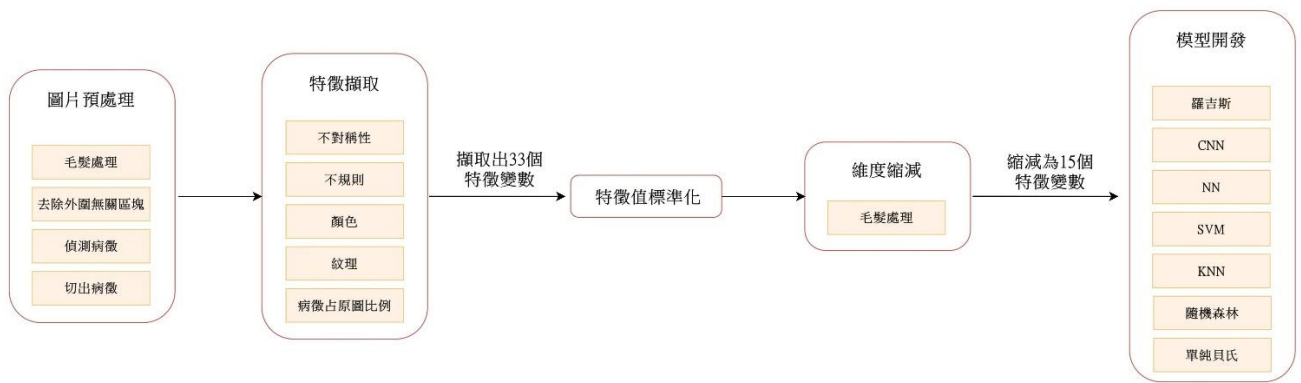 圖片預處理
毛髮處理
去除外圍無關區塊
偵測病徵
切出病徵
特徵擷取
不對稱性
不規則
顏色
紋理
病徵占原圖比例
擷取出33個
特徵變數
特徵值標準化
維度縮減
毛髮處理
縮減為15個
特徵變數
模型開發
羅吉斯
CNN
NN
SVM
KNN
隨機森林
單純貝氏